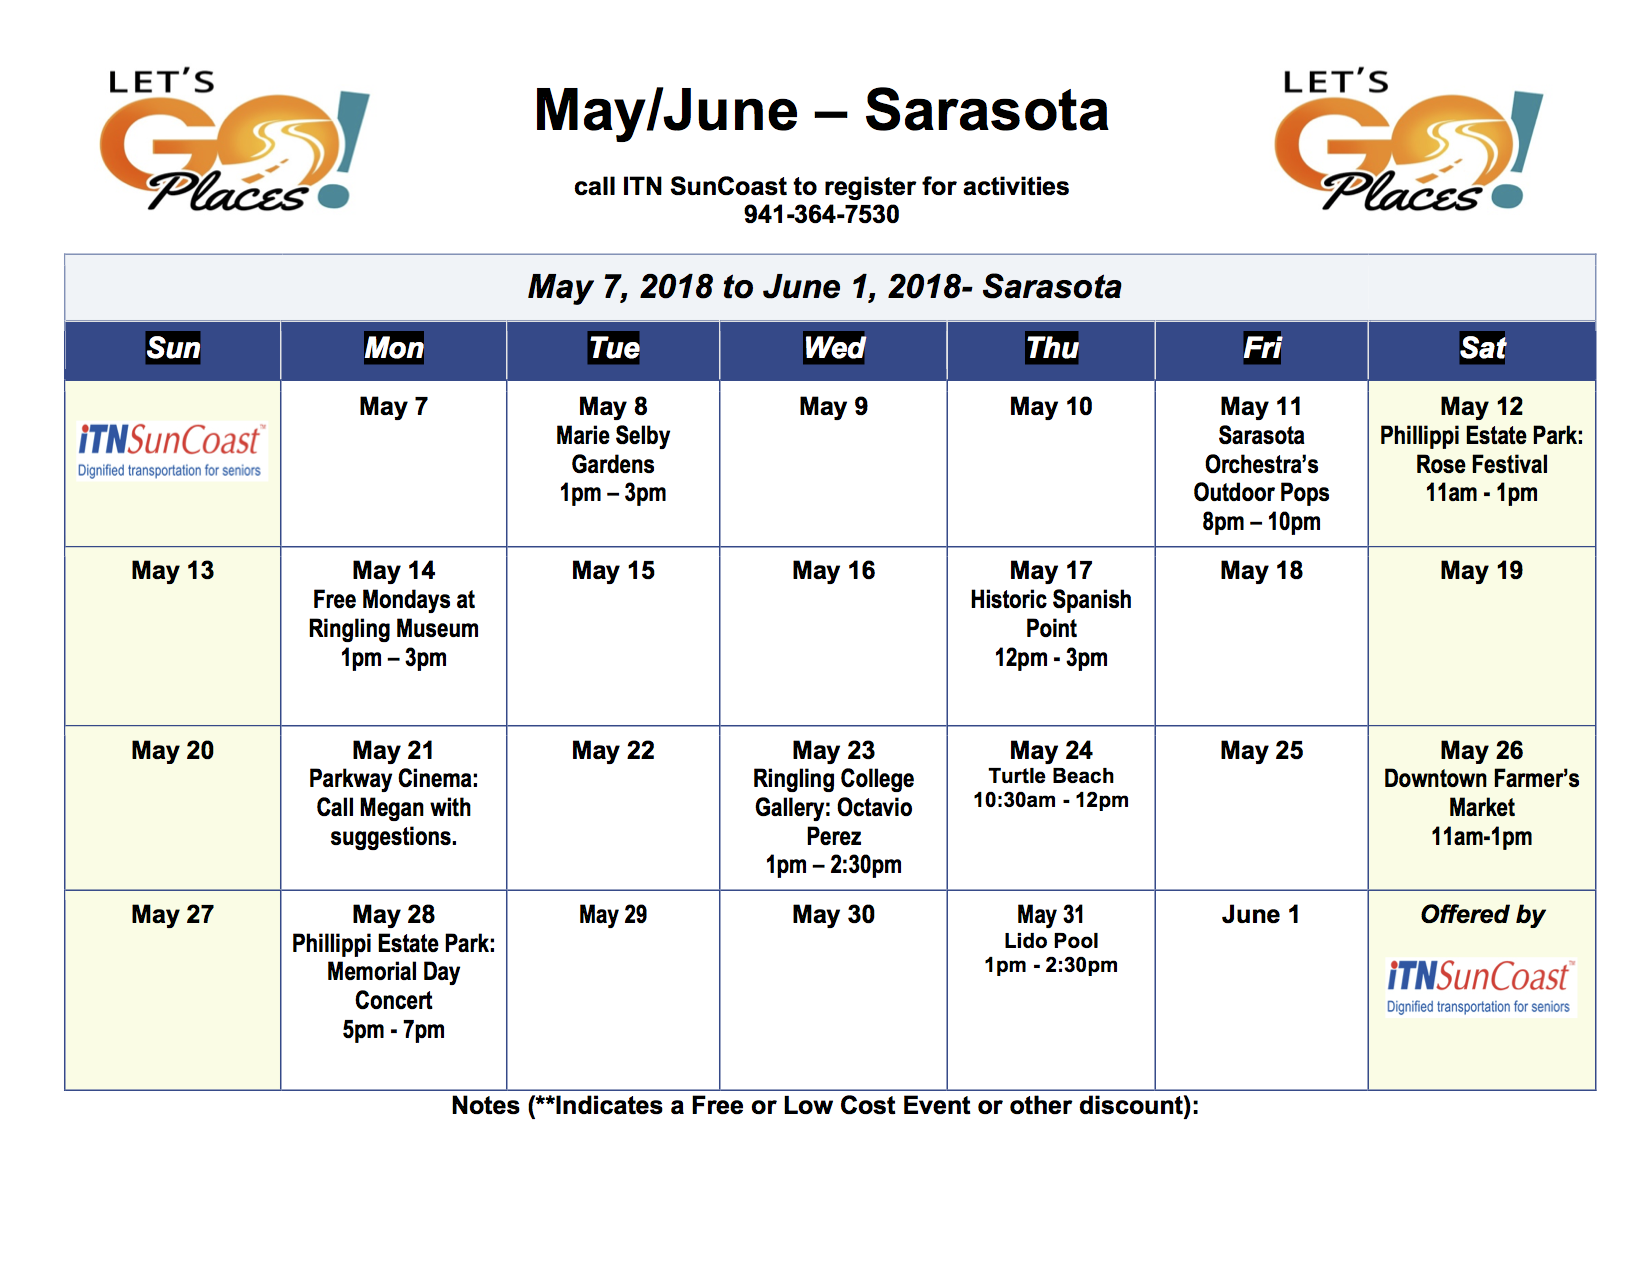 LET'S
GO!
Places
May/June – Sarasota
LET'S
GO!
Places
call ITN SunCoast to register for activities
941-364-7530
May 7, 2018 to June 1, 2018- Sarasota
Sun Mon Tue Wed Thu Fri Sat
iTNSunCoast™
Dignified transportation for seniors
May 7
May 8
Marie Selby
Gardens
1pm – 3pm
May 9
May 10
May 11
Sarasota
Orchestra's
Outdoor Pops
8pm – 10pm
May 12
Phillippi Estate Park:
Rose Festival
11am - 1pm
May 13
May 14
Free Mondays at
Ringling Museum
1pm – 3pm
May 15
May 16
May 17
Historic Spanish
Point
12pm - 3pm
May 18
May 19
May 20
May 21
Parkway Cinema:
Call Megan with
suggestions.
May 22
May 23
Ringling College
Gallery: Octavio
Perez
1pm – 2:30pm
May 24
Turtle Beach
10:30am - 12pm
May 25
May 26
Downtown Farmer's
Market
11am-1pm
May 27
May 28
Phillippi Estate Park:
Memorial Day
Concert
5pm - 7pm
May 29
May 30
May 31
Lido Pool
1pm - 2:30pm
June 1
Offered by
iTNSunCoast™
Dignified transportation for seniors
Notes (**Indicates a Free or Low Cost Event or other discount):